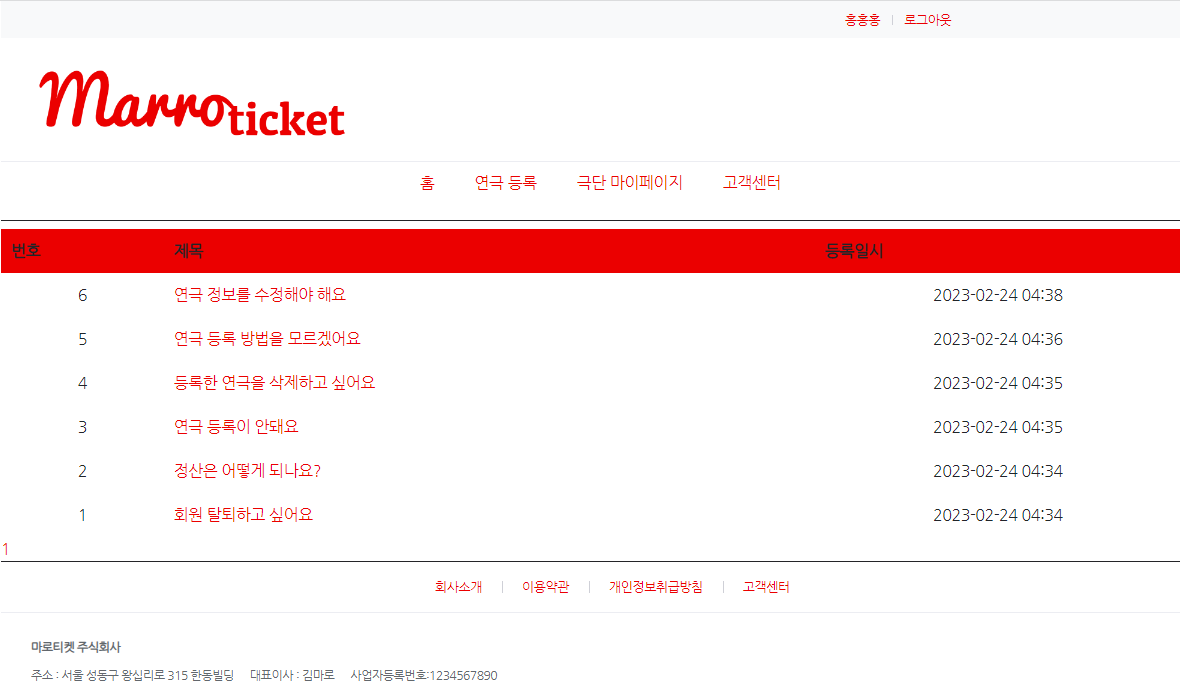 홍홍홍 로그아웃
Marroticket
홈 연극 등록 극단 마이페이지 고객센터
번호 제목 등록일시
6 연극 정보를 수정해야 해요 2023-02-24 04:38
5 연극 등록 방법을 모르겠어요 2023-02-24 04:36
4 등록한 연극을 삭제하고 싶어요 2023-02-24 04:35
3 연극 등록이 안돼요 2023-02-24 04:35
2 정산은 어떻게 되나요? 2023-02-24 04:34
1 회원 탈퇴하고 싶어요 2023-02-24 04:34
1
회사소개 이용약관 개인정보취급방침 고객센터
마로티켓 주식회사
주소 : 서울 성동구 왕십리로 315 한동빌딩 대표이사 : 김마로 사업자등록번호:1234567890